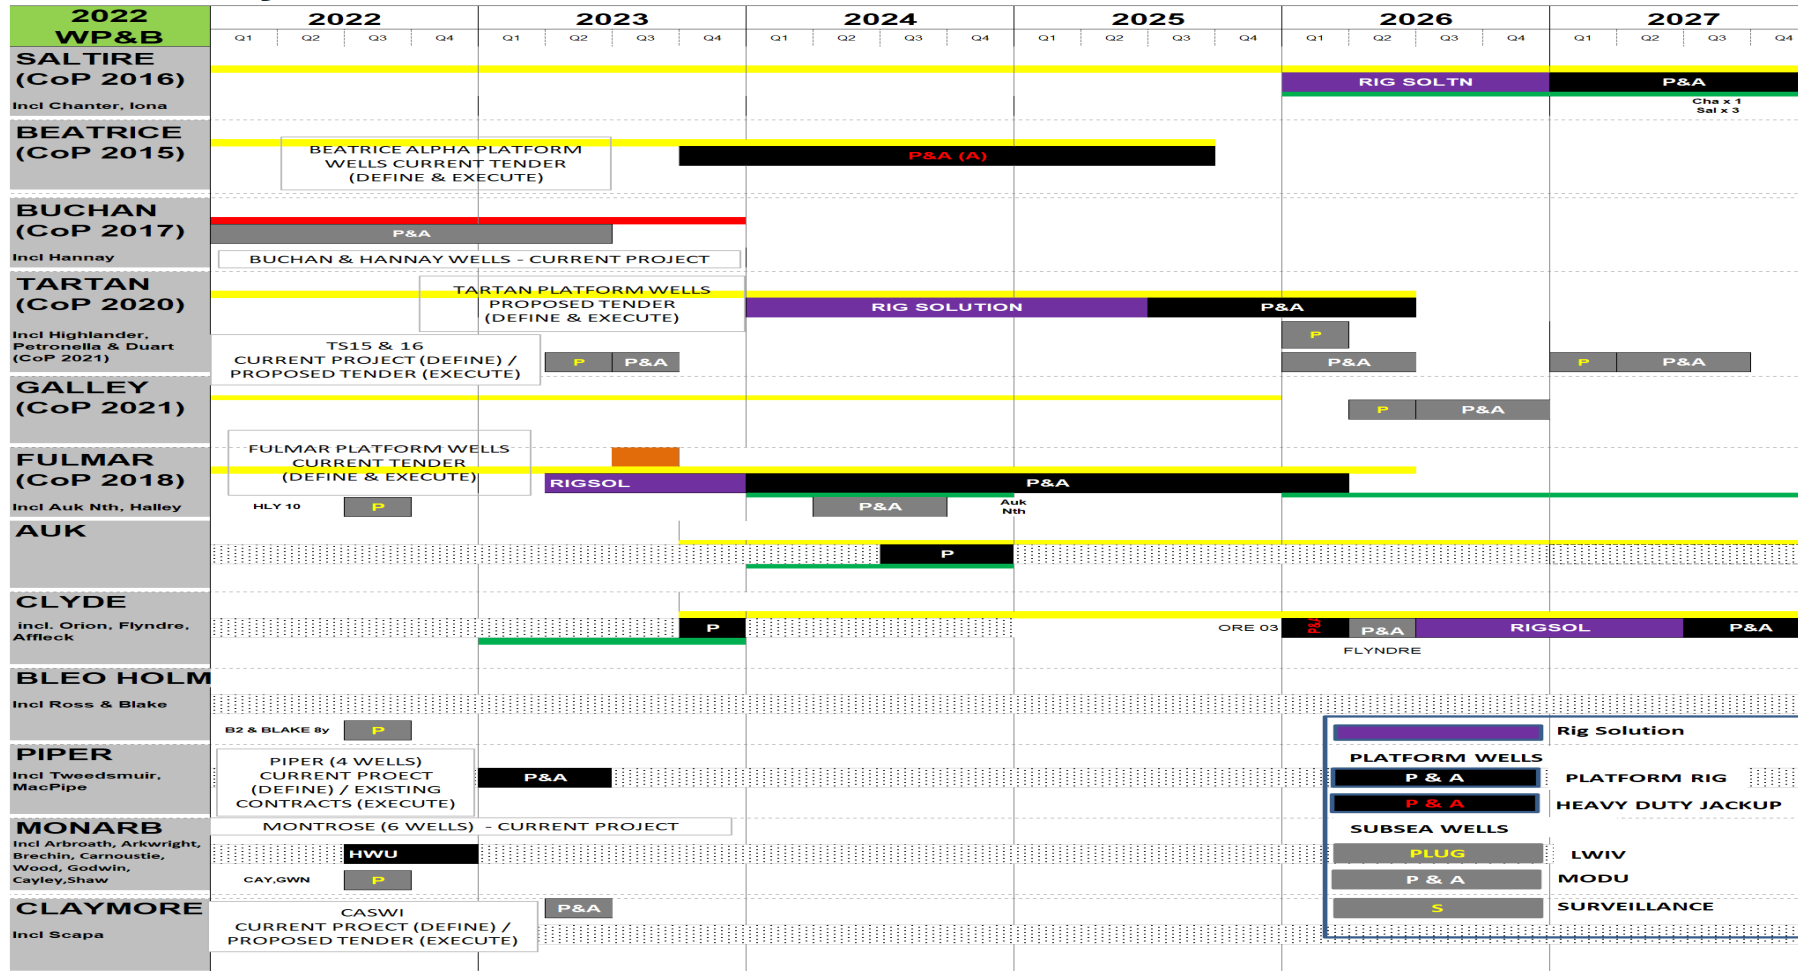 2022 WP&B
2022 2023 2024 2025 2026 2027
Q1 Q2 Q3 Q4 Q1 Q2 Q3 Q4 Q1 Q2 Q3 Q4 Q1 Q2 Q3 Q4 Q1 Q2 Q3 Q4 Q1 Q2 Q3 Q4
SALTIRE
(CoP 2016)
Incl Chanter, Iona
RIG SOLTN
P&A
Cha x 1
Sal x 3
BEATRICE
(CoP 2015)
BEATRICE ALPHA PLATFORM
WELLS CURRENT TENDER
(DEFINE & EXECUTE)
P&A (A)
BUCHAN
(CoP 2017)
Incl Hannay
P&A
BUCHAN & HANNAY WELLS - CURRENT PROJECT
TARTAN
(CoP 2020)
Incl Highlander,
Petronella & Duart
(CoP 2021)
TARTAN PLATFORM WELLS
PROPOSED TENDER
(DEFINE & EXECUTE)
RIG SOLUTION
P&A
P
TS15 & 16
CURRENT PROJECT (DEFINE) /
PROPOSED TENDER (EXECUTE)
P P&A P&A P P&A
GALLEY
(CoP 2021)
P P&A
FULMAR
(CoP 2018)
Incl Auk Nth, Halley
FULMAR PLATFORM WELLS
CURRENT TENDER
(DEFINE & EXECUTE)
RIGSOL
P&A
HLY 10
P
P&A
Auk
Nth
AUK
P
CLYDE
incl. Orion, Flyndre,
Affleck
P
ORE 03
P&A
P&A
RIGSOL
P&A
FLYNDRE
BLEO HOLM
Incl Ross & Blake
B2 & BLAKE 8y
P
PIPER
Incl Tweedsmuir,
MacPipe
PIPER (4 WELLS)
CURRENT PROECT
(DEFINE) / EXISTING
CONTRACTS (EXECUTE)
P&A
MONARB
Incl Arbroath, Arkwright,
Brechin, Carnoustie,
Wood, Godwin,
Cayley,Shaw
MONTROSE (6 WELLS) - CURRENT PROJECT
HWU
CAY,GWN
P
CLAYMORE
Incl Scapa
CASWI
CURRENT PROECT (DEFINE) /
PROPOSED TENDER (EXECUTE)
P&A
Rig Solution
PLATFORM WELLS
P & A PLATFORM RIG
P & A HEAVY DUTY JACKUP
SUBSEA WELLS
PLUG LWIV
P & A MODU
S SURVEILLANCE